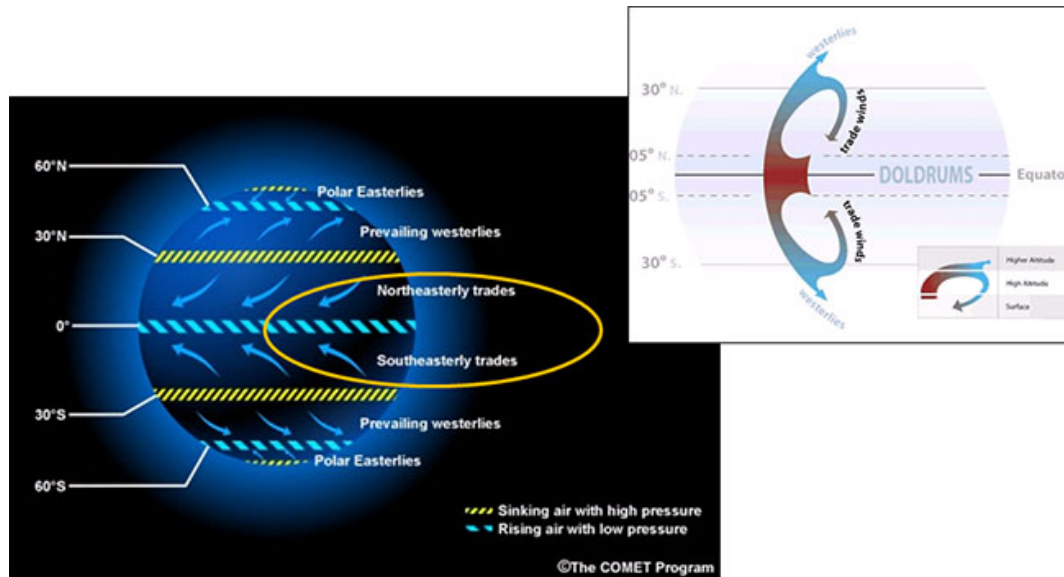 60°N
Polar Easterlies
Prevailing westerlies
30°N
Northeasterly trades
0°
Southeasterly trades
30°S
Prevailing westerlies
Polar Easterlies
60°S
Sinking air with high pressure
Rising air with low pressure
©The COMET Program
westerlies
30° N.
trade winds
05° N.
DOLDRUMS
Equato
05° S.
trade winds
30° S.
westerlies
Higher Altitude
High Altitude
Surface